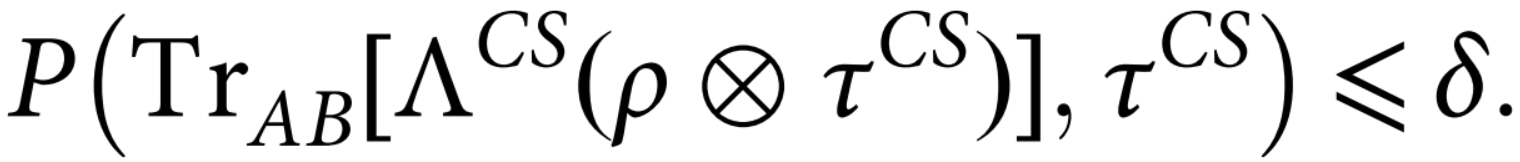 P(Tr_{AB}[Λ^{CS}(ρ ⊗ τ^{CS})], τ^{CS}) ⩽ δ.